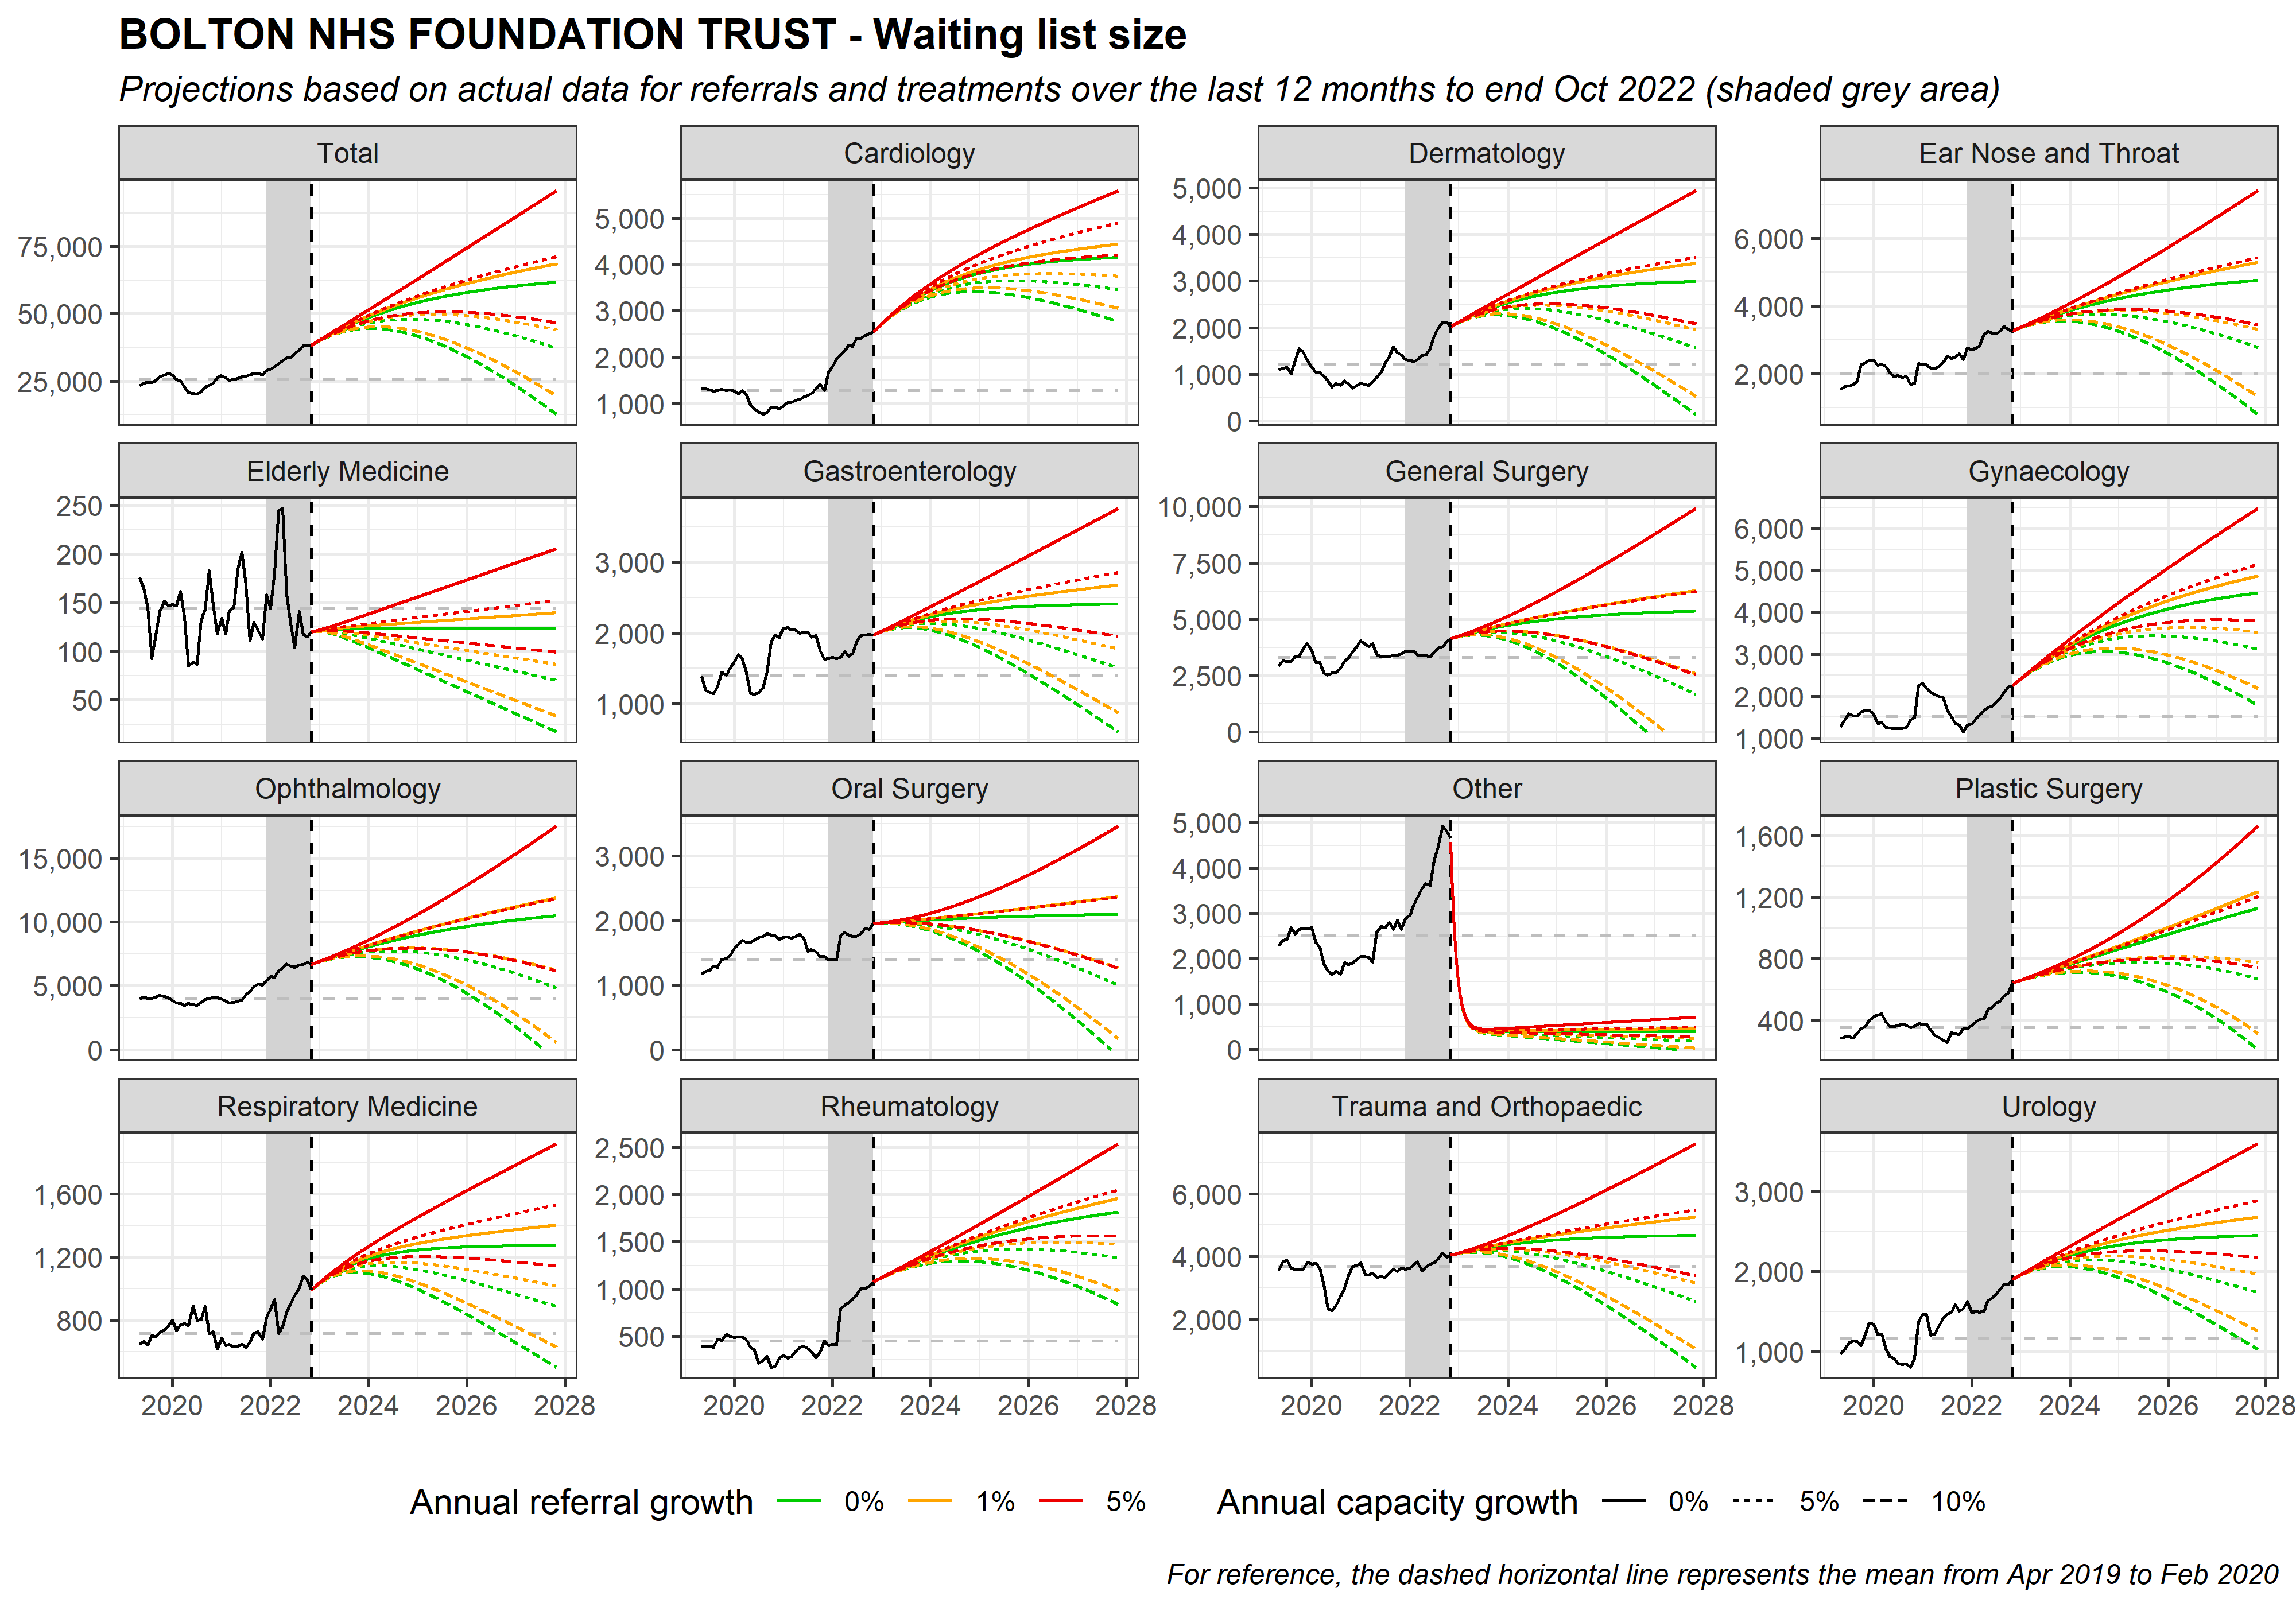 BOLTON NHS FOUNDATION TRUST - Waiting list size
Projections based on actual data for referrals and treatments over the last 12 months to end Oct 2022 (shaded grey area)
Total
Cardiology
Dermatology
Ear Nose and Throat
75,000
50,000
25,000
5,000
4,000
3,000
2,000
1,000
5,000
4,000
3,000
2,000
1,000
0
6,000
4,000
2,000
Elderly Medicine
Gastroenterology
General Surgery
Gynaecology
250
200
150
100
50
3,000
2,000
1,000
10,000
7,500
5,000
2,500
0
6,000
5,000
4,000
3,000
2,000
1,000
Ophthalmology
Oral Surgery
Other
Plastic Surgery
15,000
10,000
5,000
0
3,000
2,000
1,000
0
5,000
4,000
3,000
2,000
1,000
0
1,600
1,200
800
400
Respiratory Medicine
Rheumatology
Trauma and Orthopaedic
Urology
1,600
1,200
800
2,500
2,000
1,500
1,000
500
6,000
4,000
2,000
3,000
2,000
1,000
2020 2022 2024 2026 2028
2020 2022 2024 2026 2028
2020 2022 2024 2026 2028
2020 2022 2024 2026 2028
Annual referral growth 0% 1% 5%
Annual capacity growth 0% 5% 10%
For reference, the dashed horizontal line represents the mean from Apr 2019 to Feb 2020